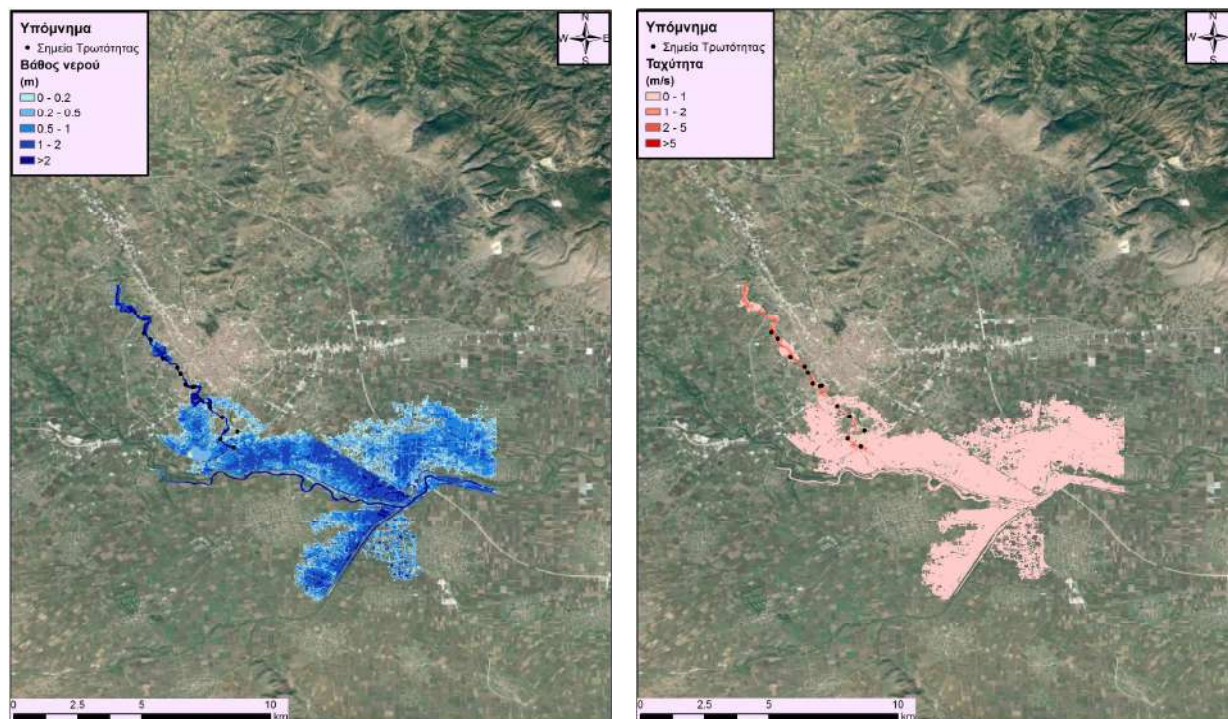 Υπόμνημα
• Σημεία Τρωτότητας
Βάθος νερού
(m)
0 - 0.2
0.2 - 0.5
0.5 - 1
1 - 2
>2
N
W E
S
0 2.5 5 10
km
Υπόμνημα
• Σημεία Τρωτότητας
Ταχύτητα
(m/s)
0 - 1
1 - 2
2 - 5
>5
N
W E
S
0 2.5 5 10
km